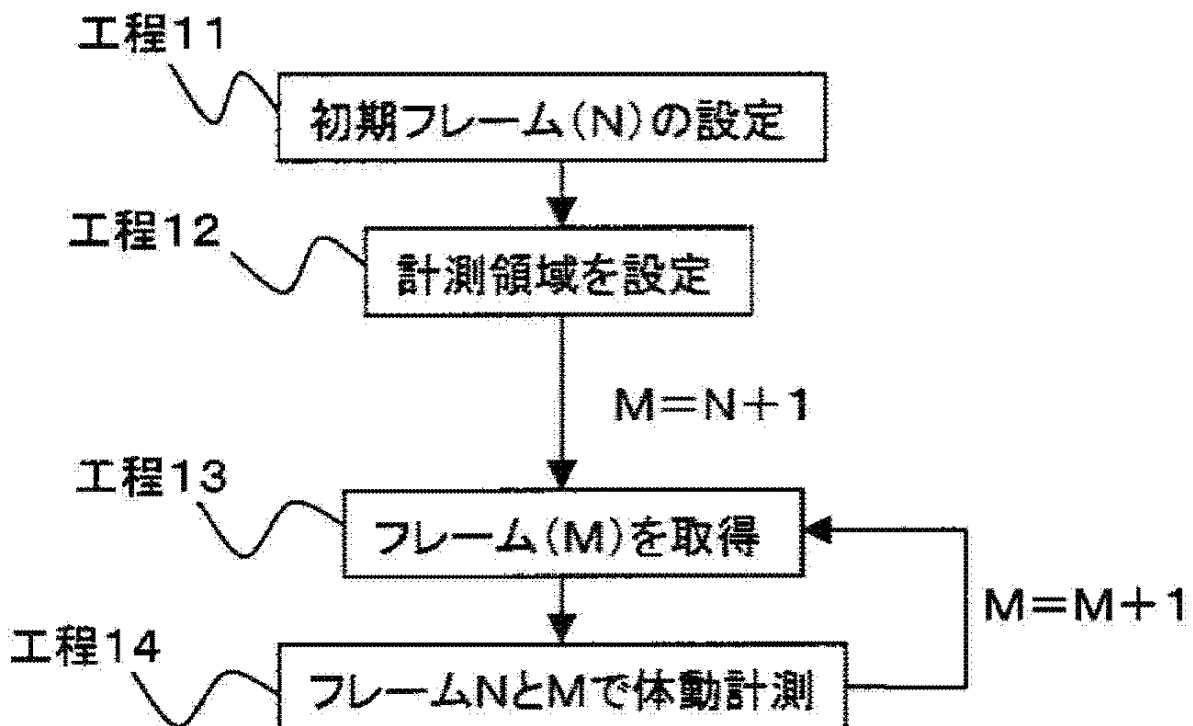 工程11
初期フレーム(N)の設定
工程12
計測領域を設定
M=N+1
工程13
フレーム(M)を取得
M=M+1
工程14
フレームNとMで体動計測